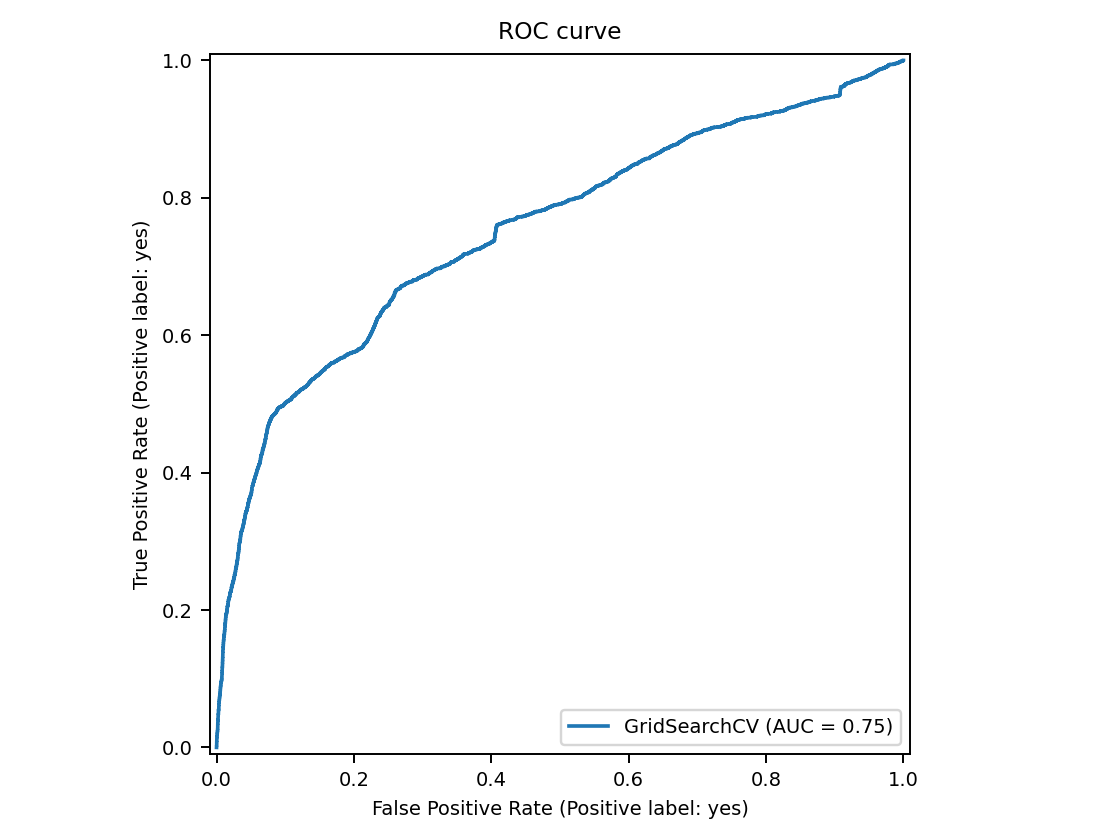 ROC curve
1.0
0.8
0.6
0.4
0.2
0.0
True Positive Rate (Positive label: yes)
GridSearchCV (AUC = 0.75)
0.0 0.2 0.4 0.6 0.8 1.0
False Positive Rate (Positive label: yes)